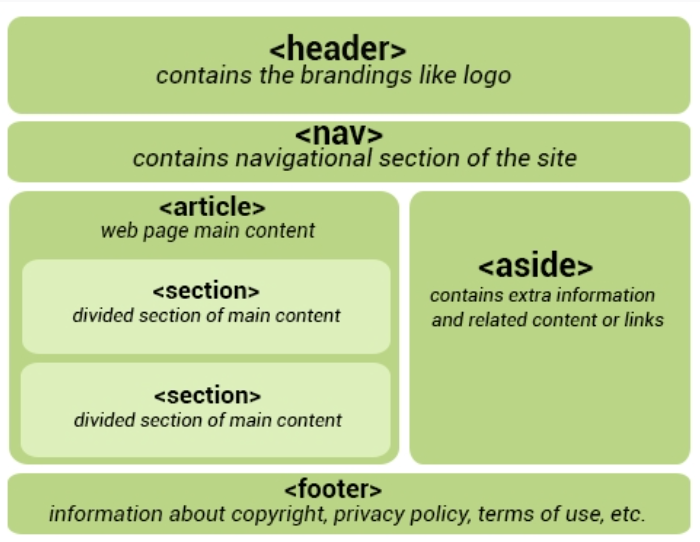 <header>
contains the brandings like logo
<nav>
contains navigational section of the site
<article>
web page main content
<section>
divided section of main content
<section>
divided section of main content
<aside>
contains extra information
and related content or links
<footer>
information about copyright, privacy policy, terms of use, etc.